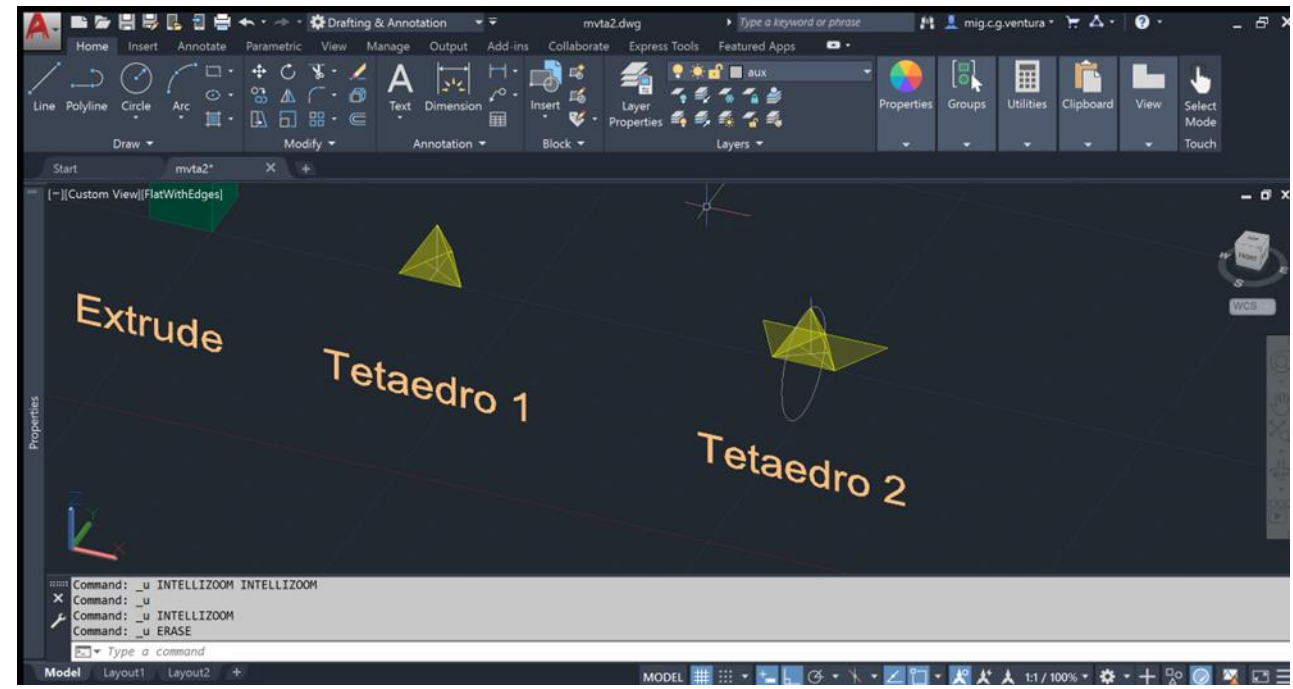 Drafting & Annotation mvta2.dwg Type a keyword or phrase mig.c.g.ventura
Home Insert Annotate Parametric View Manage Output Add-ins Collaborate Express Tools Featured Apps
aux
Line Polyline Circle Arc Text Dimension Insert Layer Properties Properties Groups Utilities Clipboard View Select Mode
Draw Modify Annotation Block Layers Touch
Start mvta2* +
[−][Custom View][FlatWithEdges]
TOP
FRONT
W
E
S
WCS
Extrude
Tetaedro 1
Tetaedro 2
Properties
Z
Y
X
Command: _u INTELLIZOOM INTELLIZOOM
Command: _u
Command: _u INTELLIZOOM
Command: _u ERASE
Type a command
Model Layout1 Layout2 + MODEL 1:1 / 100%